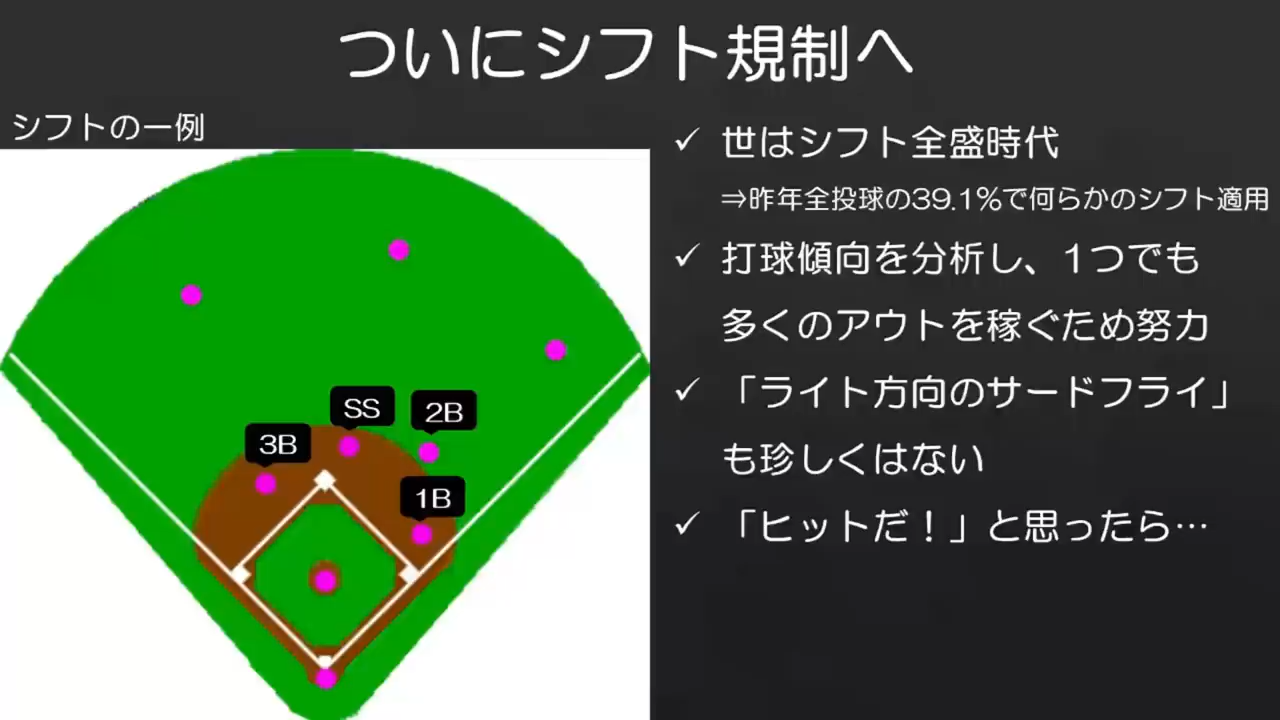 ついにシフト規制へ
シフトの一例
SS
2B
3B
1B
✓ 世はシフト全盛時代
⇒昨年全投球の39.1%で何らかのシフト適用
✓ 打球傾向を分析し、1つでも
多くのアウトを稼ぐため努力
✓ 「ライト方向のサードフライ」
も珍しくはない
✓ 「ヒットだ！」と思ったら…